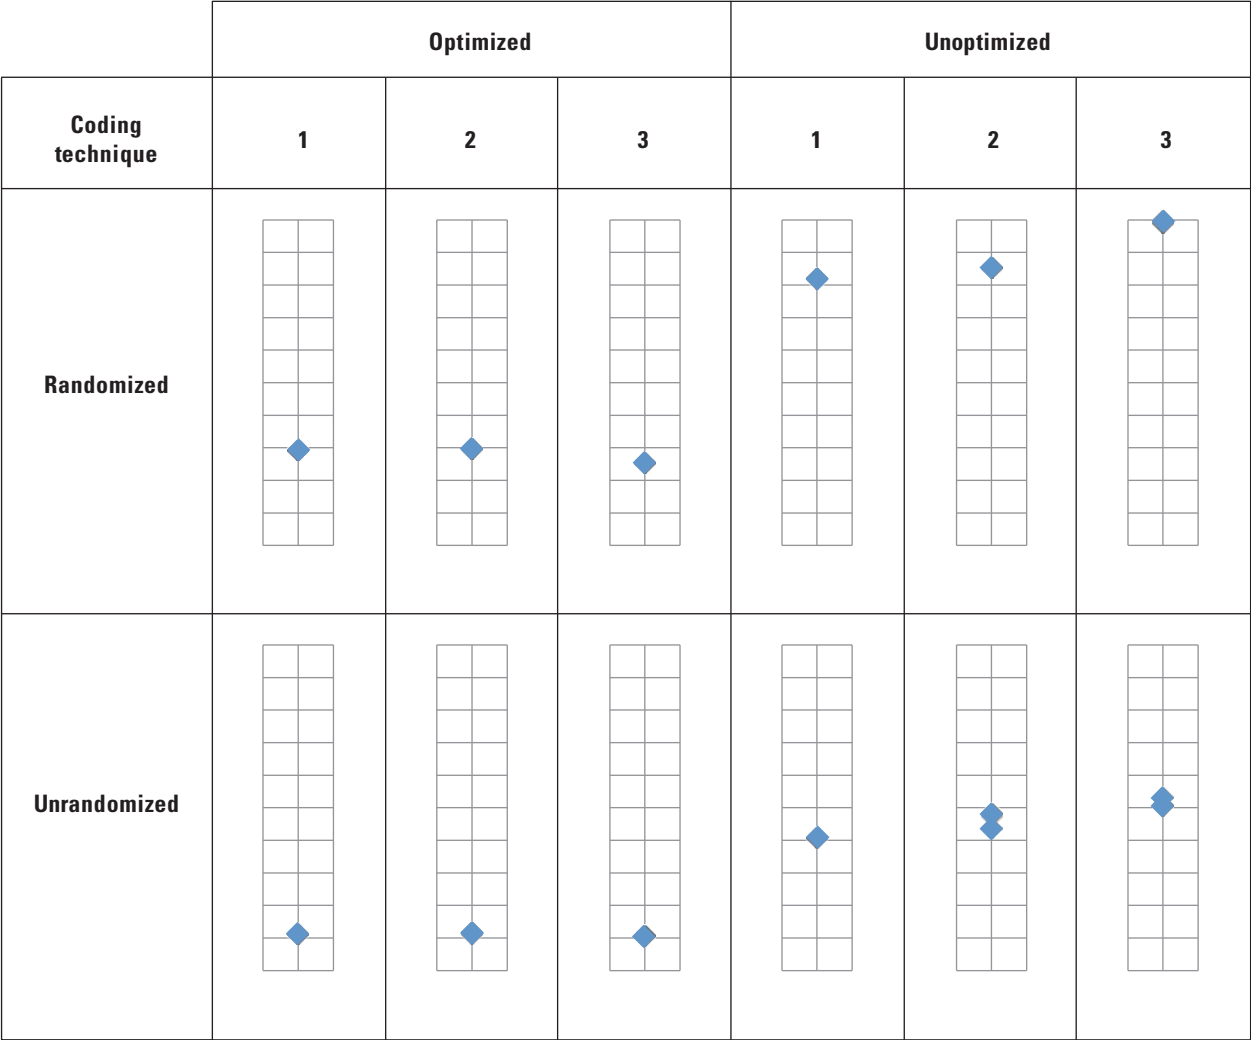 Optimized
Unoptimized
Coding
technique
1
2
3
1
2
3
Randomized
Unrandomized